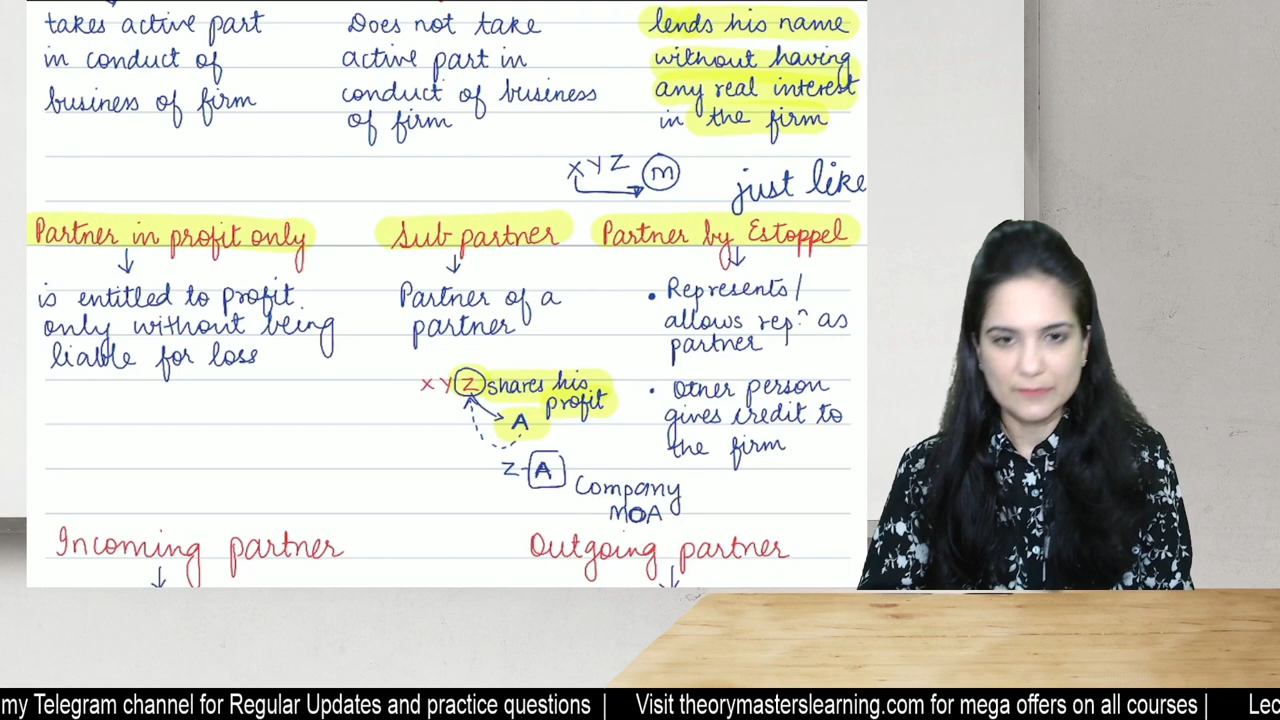 takes active part
in conduct of
business of firm
Does not take
active part in
conduct of business
of firm
lends his name
without having
any real interest
in the firm
X Y Z
m
just like
Partner in profit only
is entitled to profit
only without being
liable for loss
Sub partner
Partner of a
partner
X Y Z shares his
profit
A
Z - A
Company
MOA
Partner by Estoppel
• Represents/
allows repn as
partner
• Other person
gives credit to
the firm
Incoming partner
Outgoing partner
my Telegram channel for Regular Updates and practice questions | Visit theorymasterslearning.com for mega offers on all courses | Lec